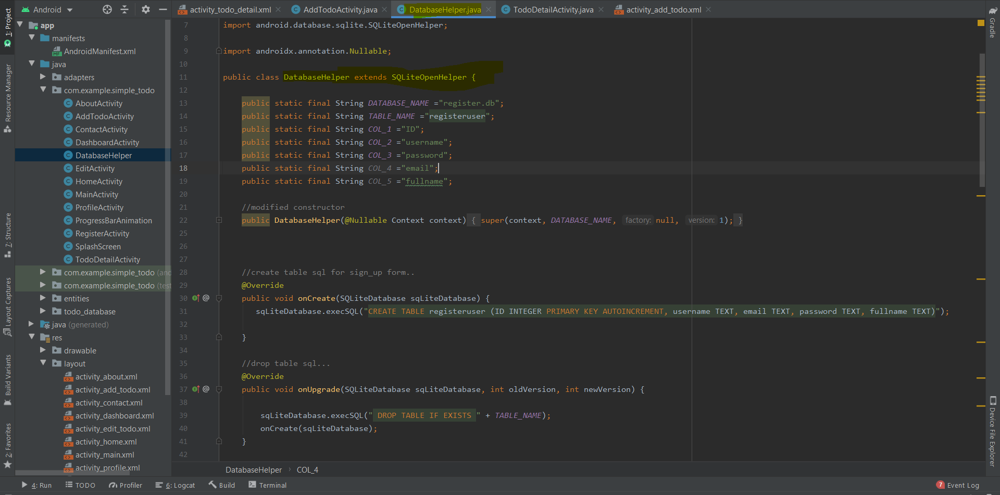 Android
activity_todo_detail.xml
AddTodoActivity.java
DatabaseHelper.java
TodoDetailActivity.java
activity_add_todo.xml
1: Project
Resource Manager
7: Structure
Layout Captures
Build Variants
2: Favorites
app
manifests
AndroidManifest.xml
java
adapters
com.example.simple_todo
AboutActivity
AddTodoActivity
ContactActivity
DashboardActivity
DatabaseHelper
EditActivity
HomeActivity
MainActivity
ProfileActivity
ProgressBarAnimation
RegisterActivity
SplashScreen
TodoDetailActivity
com.example.simple_todo (and
com.example.simple_todo (test
entities
todo_database
java (generated)
res
drawable
layout
activity_about.xml
activity_add_todo.xml
activity_contact.xml
activity_dashboard.xml
activity_edit_todo.xml
activity_home.xml
activity_main.xml
activity_profile.xml
7 import android.database.sqlite.SQLiteOpenHelper;
8
9 import androidx.annotation.Nullable;
10
11 public class DatabaseHelper extends SQLiteOpenHelper {
12
13 public static final String DATABASE_NAME ="register.db";
14 public static final String TABLE_NAME ="registeruser";
15 public static final String COL_1 ="ID";
16 public static final String COL_2 ="username";
17 public static final String COL_3 ="password";
18 public static final String COL_4 ="email";
19 public static final String COL_5 ="fullname";
20
21 //modified constructor
22 public DatabaseHelper(@Nullable Context context) { super(context, DATABASE_NAME, factory: null, version: 1); }
25
26
27
28 //create table sql for sign_up form..
29 @Override
30 @ public void onCreate(SQLiteDatabase sqLiteDatabase) {
31 sqLiteDatabase.execSQL("CREATE TABLE registeruser (ID INTEGER PRIMARY KEY AUTOINCREMENT, username TEXT, email TEXT, password TEXT, fullname TEXT)");
32
33 }
34
35 //drop table sql...
36 @Override
37 @ public void onUpgrade(SQLiteDatabase sqLiteDatabase, int oldVersion, int newVersion) {
38
39 sqLiteDatabase.execSQL(" DROP TABLE IF EXISTS " + TABLE_NAME);
40 onCreate(sqLiteDatabase);
41 }
42
DatabaseHelper › COL_4
Gradle
Device File Explorer
4: Run
TODO
Profiler
6: Logcat
Build
Terminal
7 Event Log